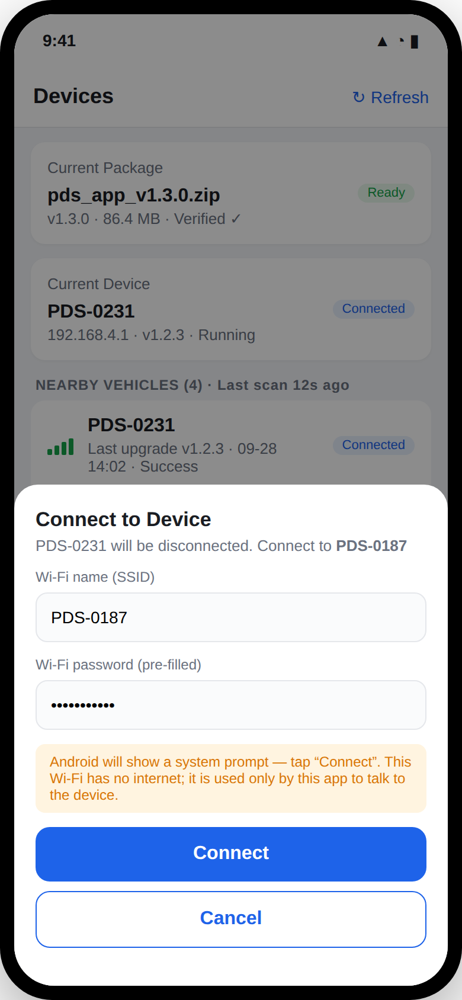 9:41
Devices
↻ Refresh
Current Package
pds_app_v1.3.0.zip
Ready
v1.3.0 · 86.4 MB · Verified ✓
Current Device
PDS-0231
Connected
192.168.4.1 · v1.2.3 · Running
NEARBY VEHICLES (4) · Last scan 12s ago
PDS-0231
Last upgrade v1.2.3 · 09-28
14:02 · Success
Connected
Connect to Device
PDS-0231 will be disconnected. Connect to PDS-0187
Wi-Fi name (SSID)
PDS-0187
Wi-Fi password (pre-filled)
•••••••••••
Android will show a system prompt — tap “Connect”. This
Wi-Fi has no internet; it is used only by this app to talk to
the device.
Connect
Cancel